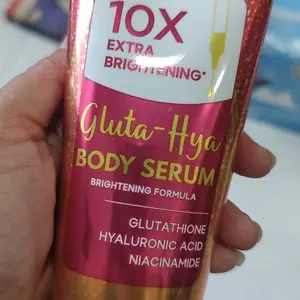 10X
EXTRA
BRIGHTENING*
Gluta-Hya
BODY SERUM
BRIGHTENING FORMULA
GLUTATHIONE
HYALURONIC ACID
NIACINAMIDE